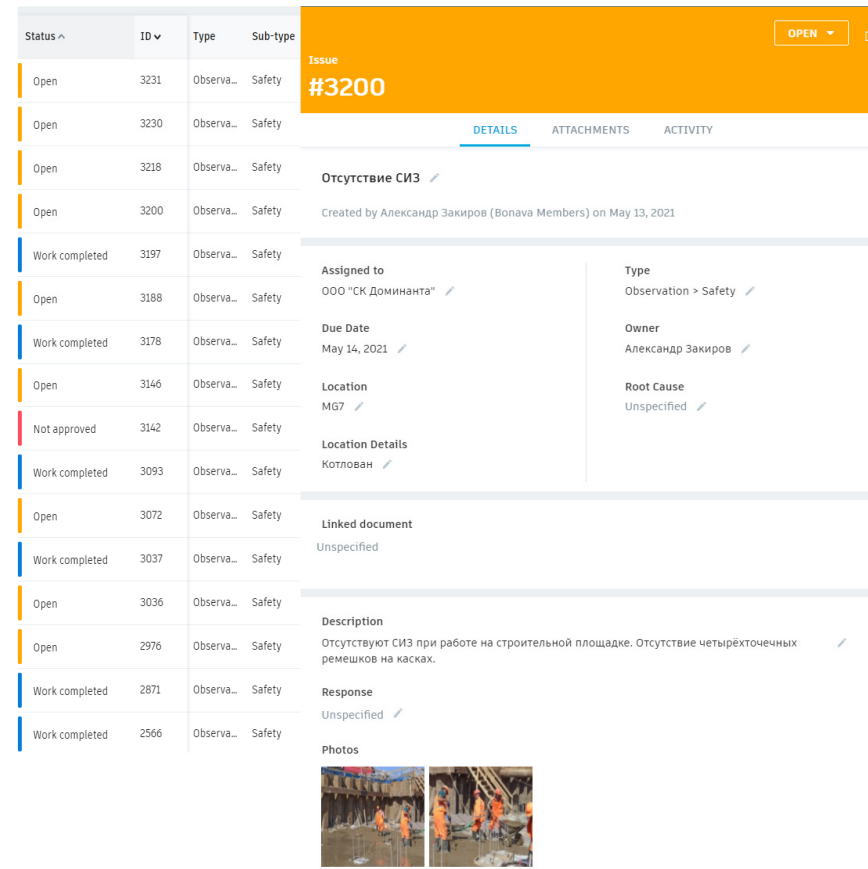 Status ID Type Sub-type
Open 3231 Observa... Safety
Open 3230 Observa... Safety
Open 3218 Observa... Safety
Open 3200 Observa... Safety
Work completed 3197 Observa... Safety
Open 3188 Observa... Safety
Work completed 3178 Observa... Safety
Open 3146 Observa... Safety
Not approved 3142 Observa... Safety
Work completed 3093 Observa... Safety
Open 3072 Observa... Safety
Work completed 3037 Observa... Safety
Open 3036 Observa... Safety
Open 2976 Observa... Safety
Work completed 2871 Observa... Safety
Work completed 2566 Observa... Safety
OPEN
Issue
#3200
DETAILS ATTACHMENTS ACTIVITY
Отсутствие СИЗ
Created by Александр Закиров (Bonava Members) on May 13, 2021
Assigned to
ООО "СК Доминанта"
Due Date
May 14, 2021
Location
MG7
Location Details
Котлован
Type
Observation > Safety
Owner
Александр Закиров
Root Cause
Unspecified
Linked document
Unspecified
Description
Отсутствуют СИЗ при работе на строительной площадке. Отсутствие четырёхточечных
ремешков на касках.
Response
Unspecified
Photos